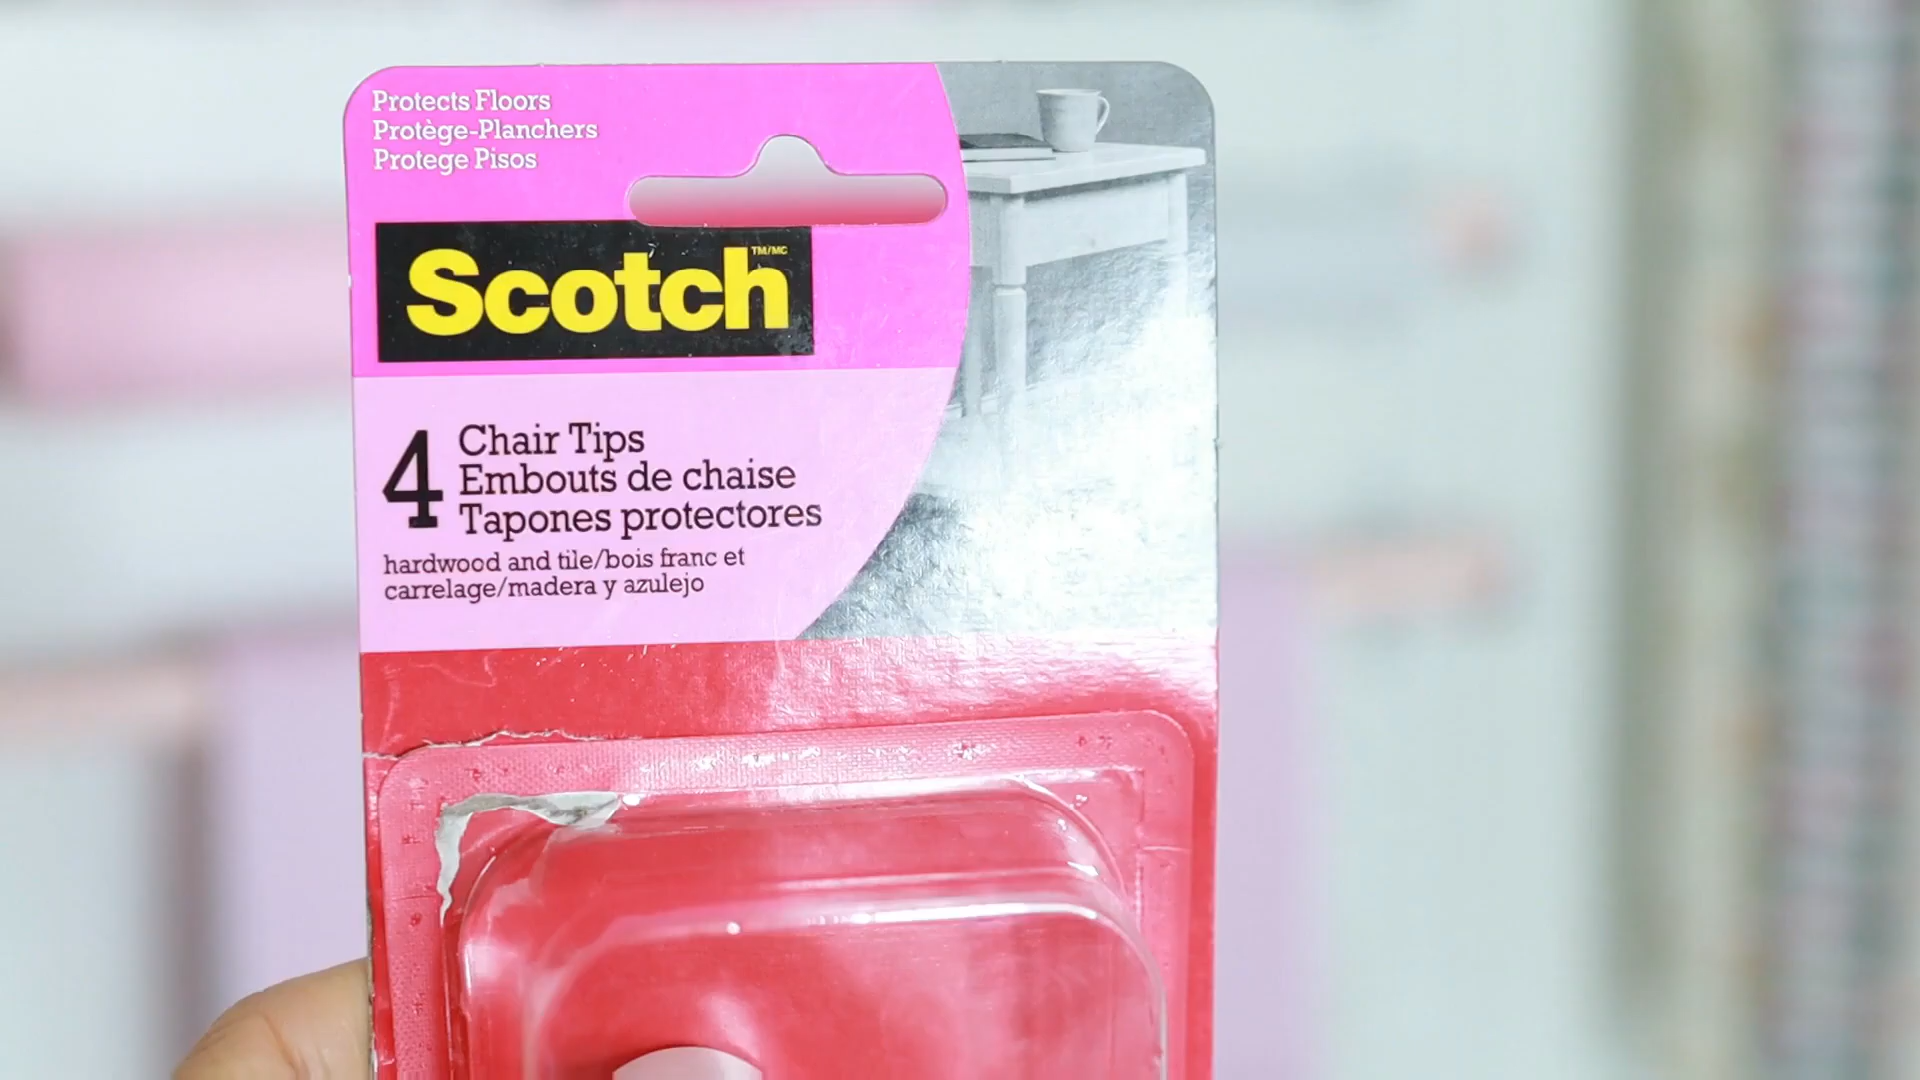 Protects Floors
Protège-Planchers
Protege Pisos
Scotch TM/MC
4 Chair Tips
Embouts de chaise
Tapones protectores
hardwood and tile/bois franc et
carrelage/madera y azulejo